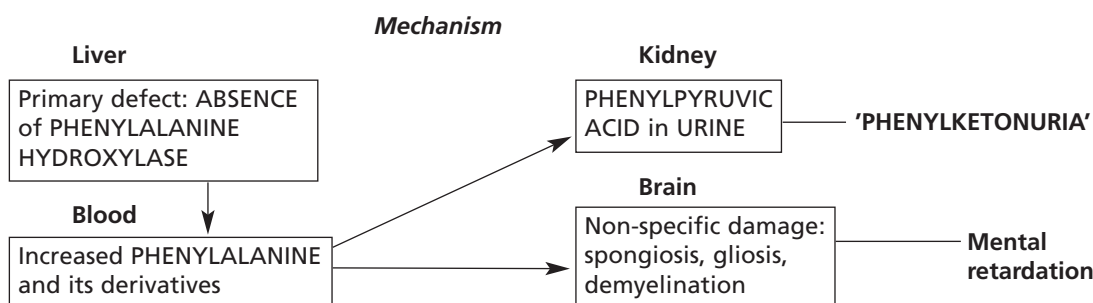 Mechanism
Liver
Primary defect: ABSENCE
of PHENYLALANINE
HYDROXYLASE
Blood
Increased PHENYLALANINE
and its derivatives
Kidney
PHENYLPYRUVIC
ACID in URINE
'PHENYLKETONURIA'
Brain
Non-specific damage:
spongiosis, gliosis,
demyelination
Mental
retardation